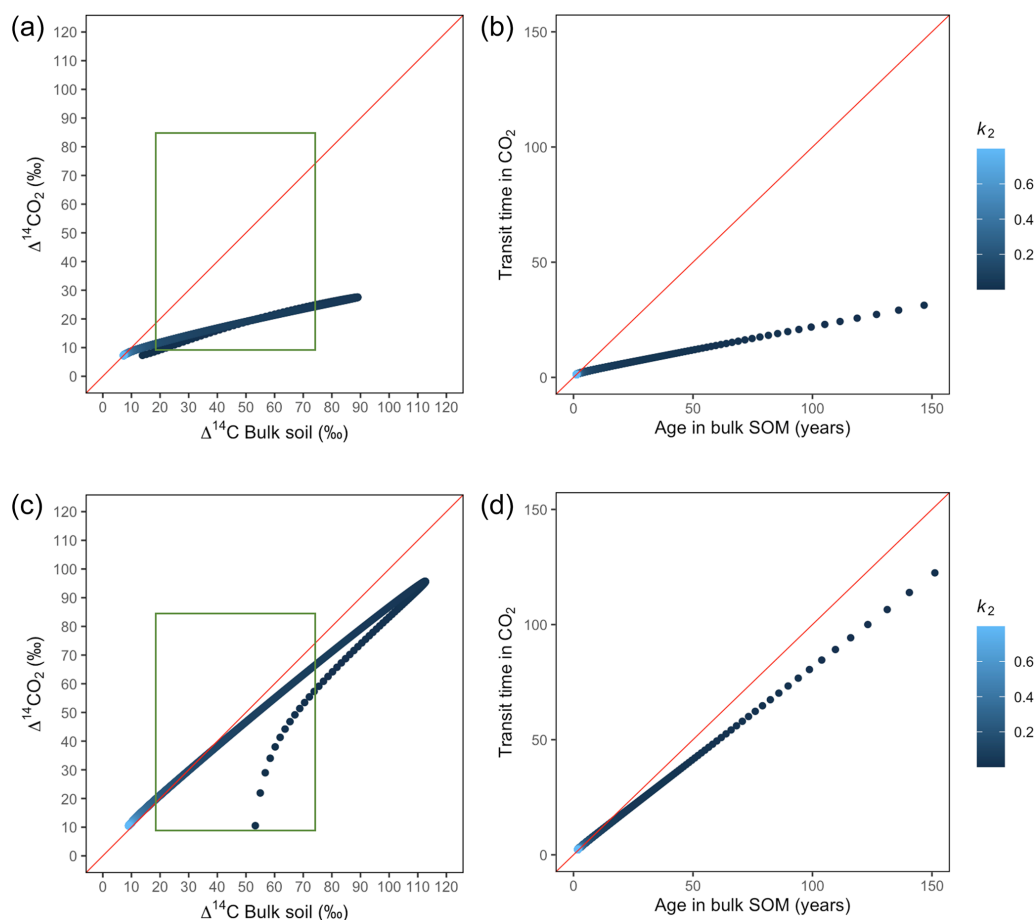 (a)
120
110
100
90
80
70
60
50
40
30
20
10
0
Δ¹⁴CO₂ (‰)
0 10 20 30 40 50 60 70 80 90 100 110 120
Δ¹⁴C Bulk soil (‰)
(b)
150
100
50
0
Transit time in CO₂
0 50 100 150
Age in bulk SOM (years)
k₂
0.6
0.4
0.2
(c)
120
110
100
90
80
70
60
50
40
30
20
10
0
Δ¹⁴CO₂ (‰)
0 10 20 30 40 50 60 70 80 90 100 110 120
Δ¹⁴C Bulk soil (‰)
(d)
150
100
50
0
Transit time in CO₂
0 50 100 150
Age in bulk SOM (years)
k₂
0.6
0.4
0.2